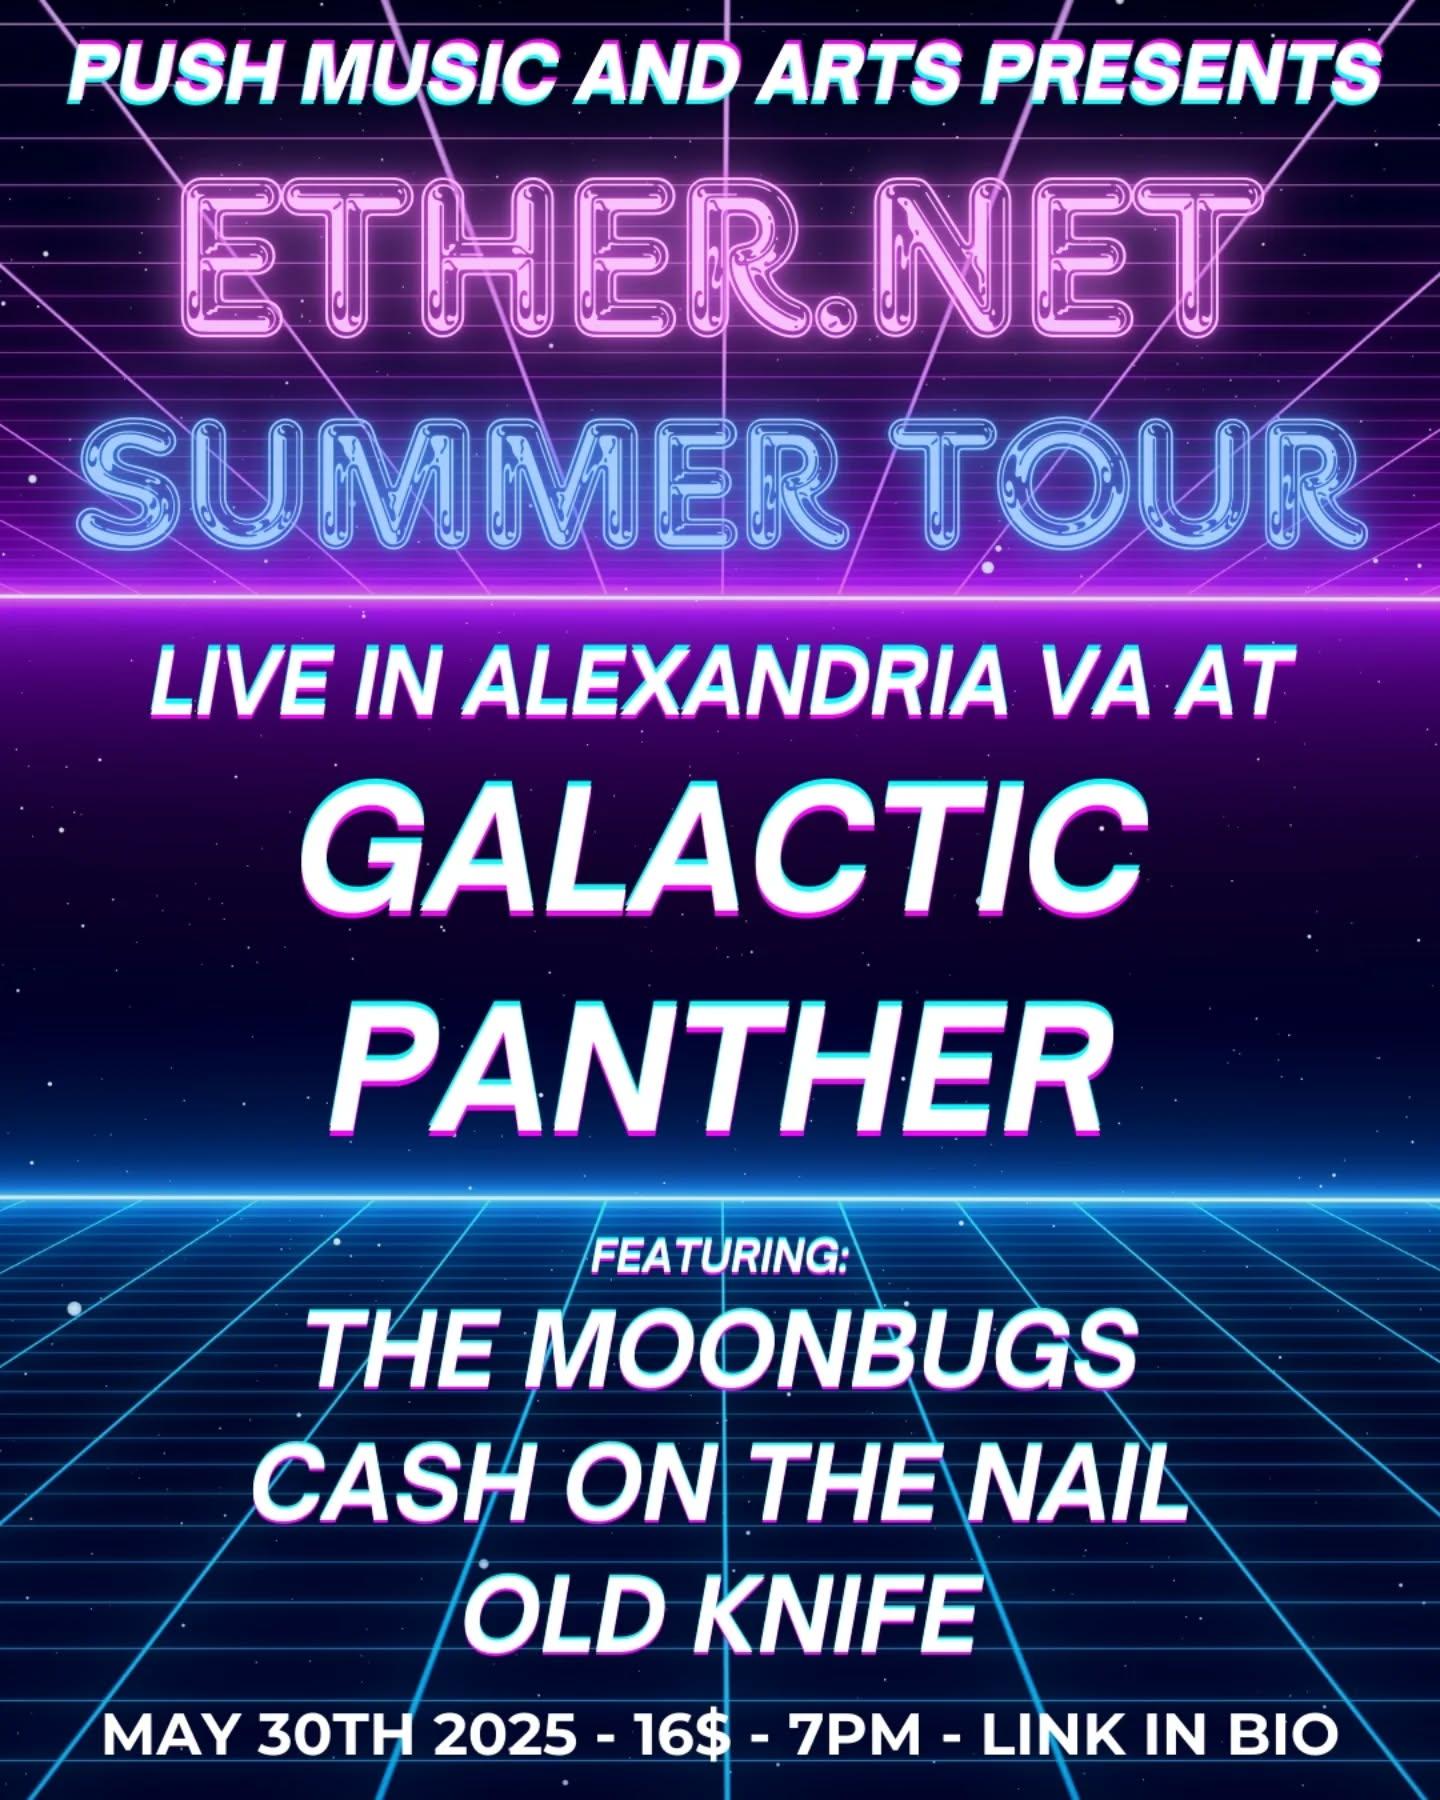 PUSH MUSIC AND ARTS PRESENTS
ETHER.NET
SUMMER TOUR
LIVE IN ALEXANDRIA VA AT
GALACTIC
PANTHER
FEATURING:
THE MOONBUGS
CASH ON THE NAIL
OLD KNIFE
MAY 30TH 2025 - 16$ - 7PM - LINK IN BIO